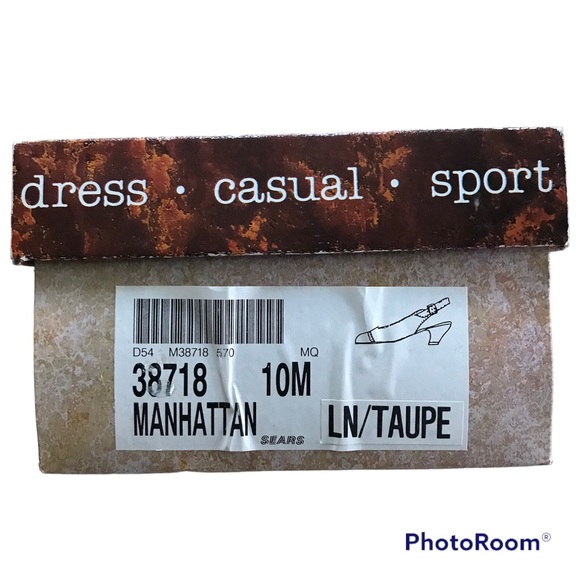 dress · casual · sport
D54 M38718 570 MQ
38718 10M
MANHATTAN
SEARS
LN/TAUPE
PhotoRoom®